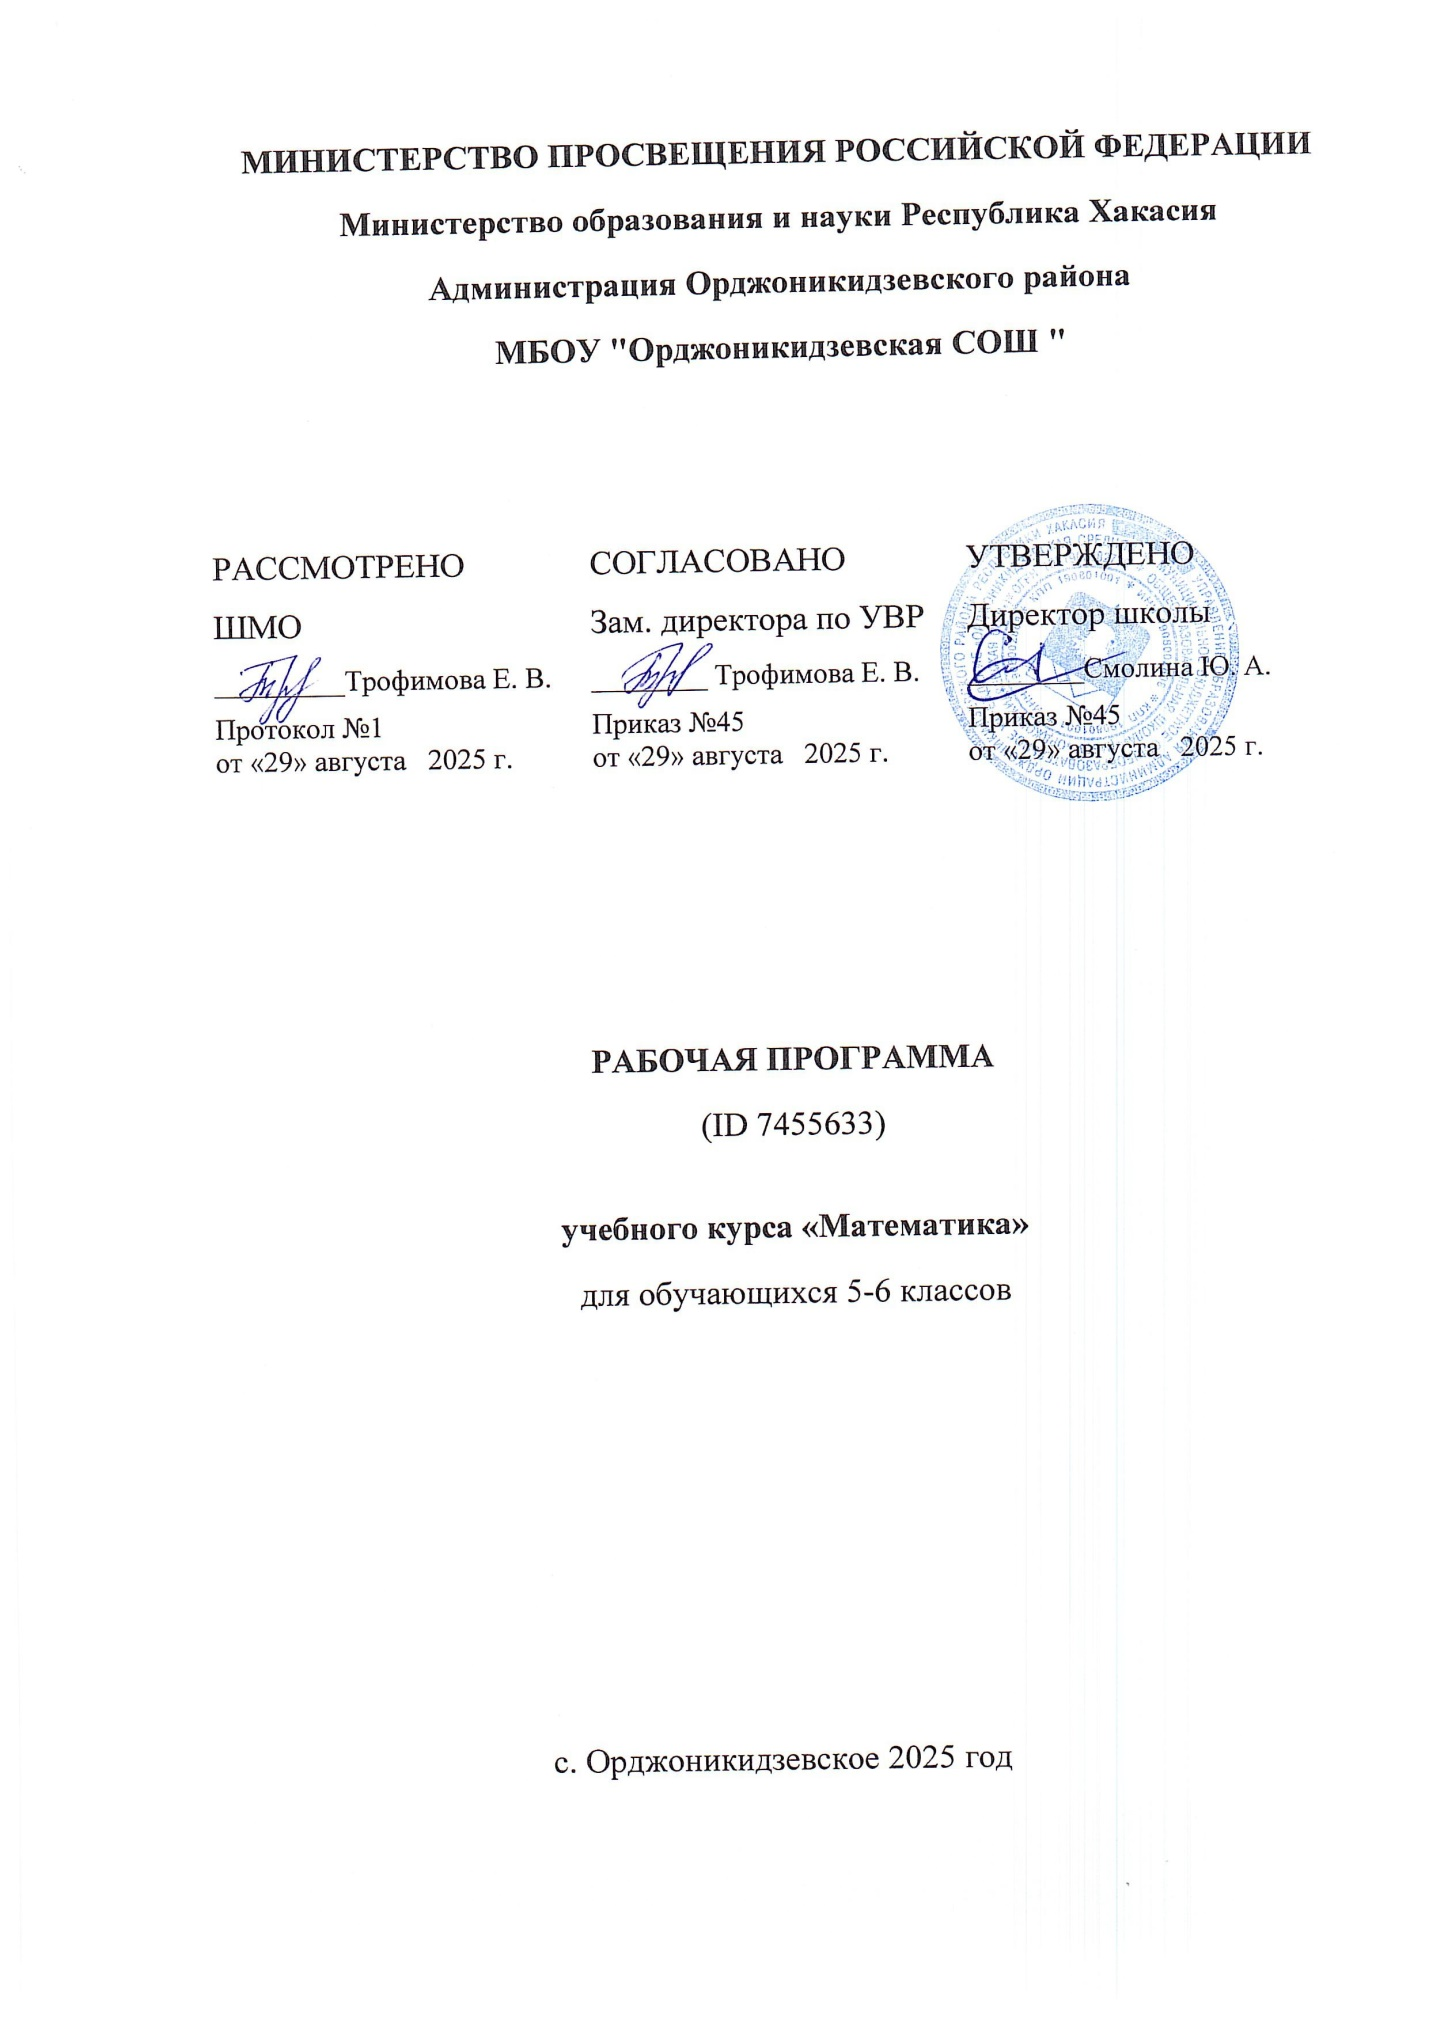 МИНИСТЕРСТВО ПРОСВЕЩЕНИЯ РОССИЙСКОЙ ФЕДЕРАЦИИ
Министерство образования и науки Республика Хакасия
Администрация Орджоникидзевского района
МБОУ "Орджоникидзевская СОШ "
РАССМОТРЕНО
ШМО
__________Трофимова Е. В.
Протокол №1
от «29» августа 2025 г.
СОГЛАСОВАНО
Зам. директора по УВР
_________ Трофимова Е. В.
Приказ №45
от «29» августа 2025 г.
УТВЕРЖДЕНО
Директор школы
_________Смолина Ю. А.
Приказ №45
от «29» августа 2025 г.
РАБОЧАЯ ПРОГРАММА
(ID 7455633)
учебного курса «Математика»
для обучающихся 5-6 классов
с. Орджоникидзевское 2025 год